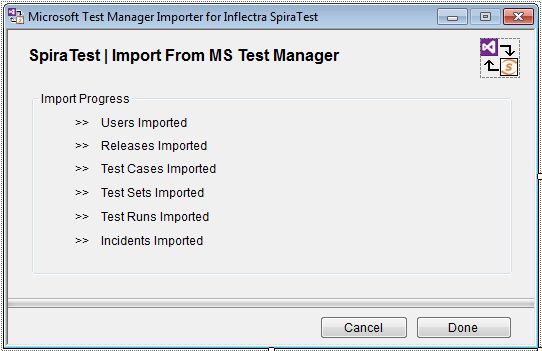 Microsoft Test Manager Importer for Inflectra SpiraTest
SpiraTest | Import From MS Test Manager
Import Progress
>> Users Imported
>> Releases Imported
>> Test Cases Imported
>> Test Sets Imported
>> Test Runs Imported
>> Incidents Imported
Cancel Done